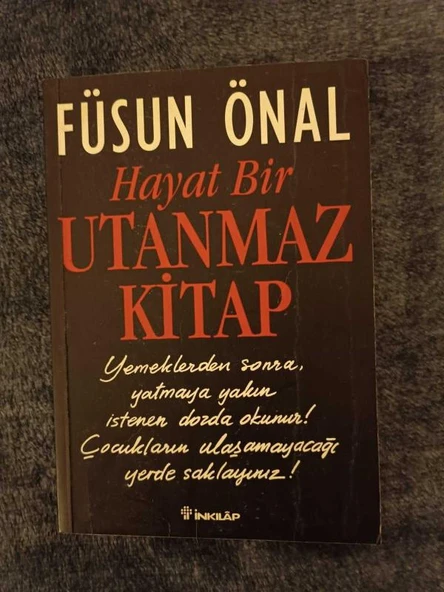 FÜSUN ÖNAL
Hayat Bir
UTANMAZ
KİTAP
Yemeklerden sonra,
yatmaya yakın
istenen dozda okunur!
Çocukların ulaşamayacağı
yerde saklayınız!
İNKILÂP